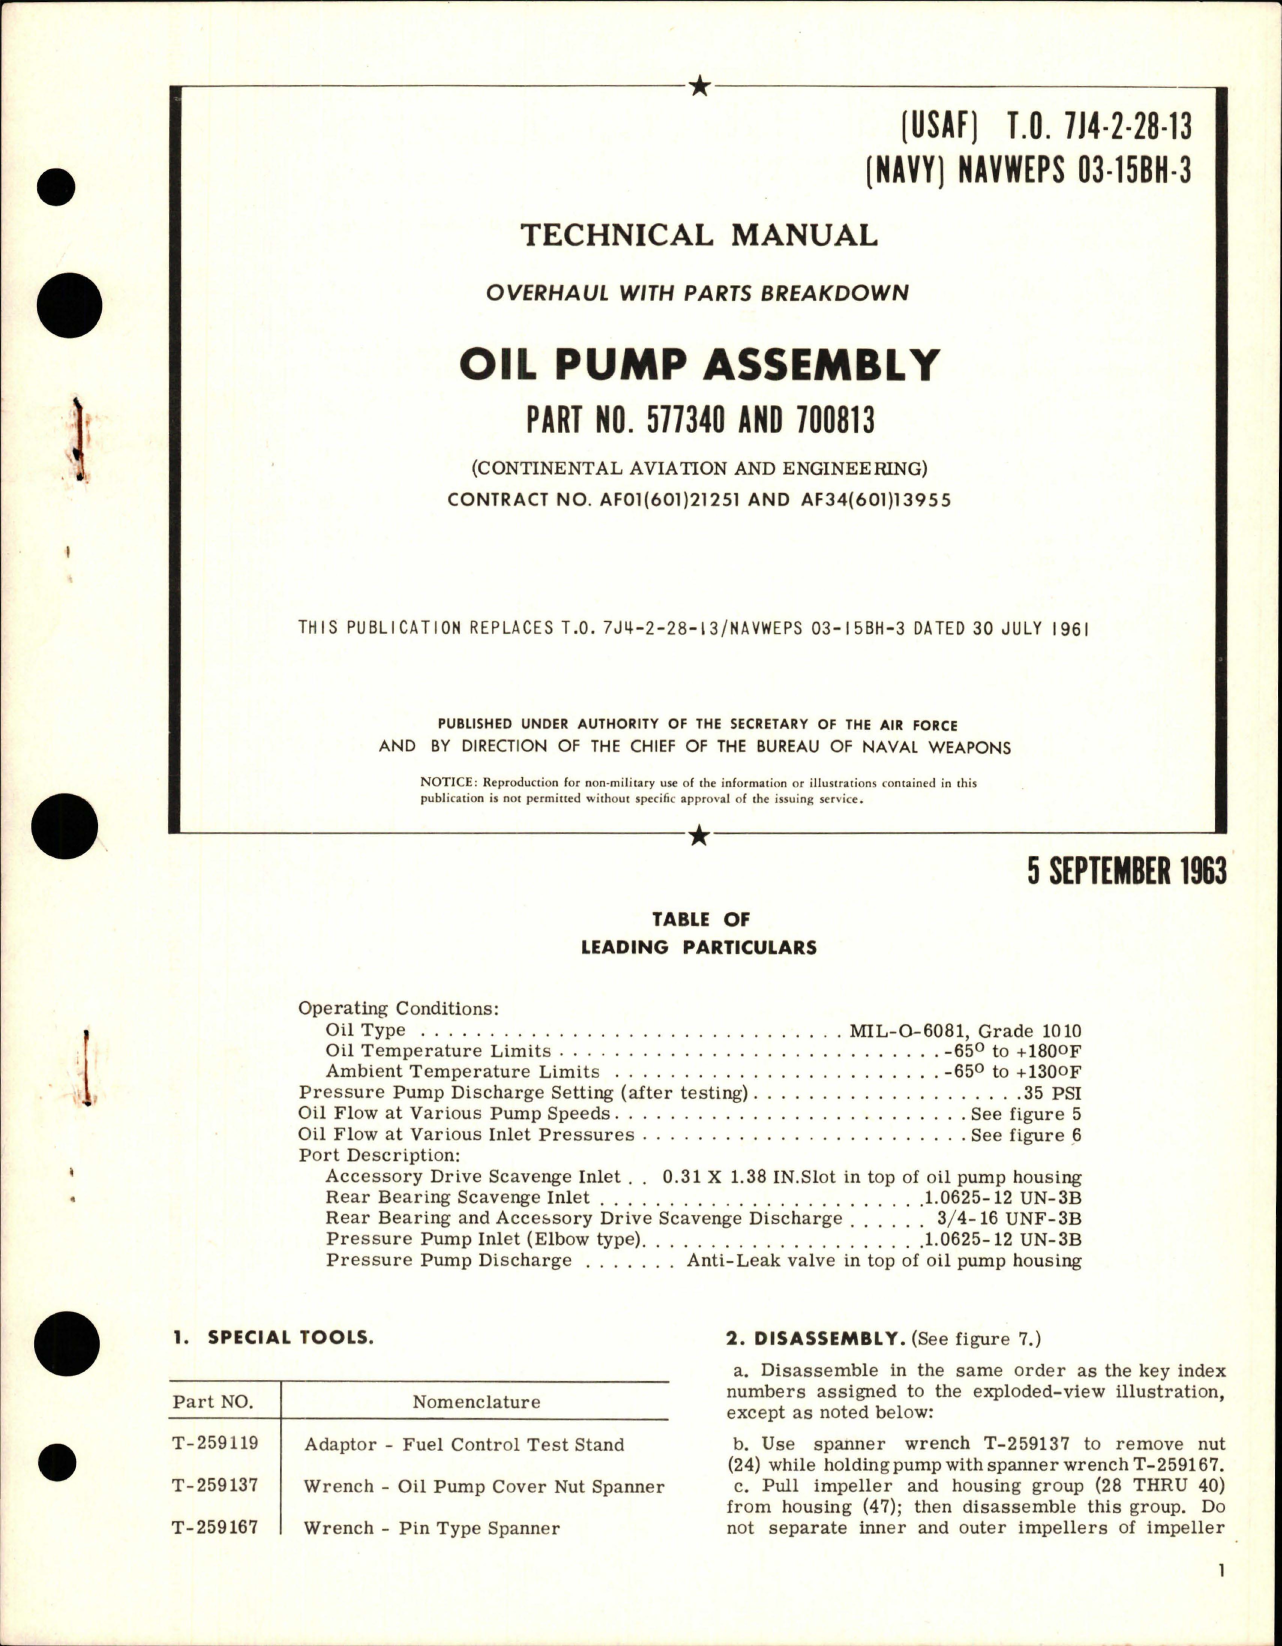 (USAF) T.O. 7J4-2-28-13
(NAVY) NAVWEPS 03-15BH-3
TECHNICAL MANUAL
OVERHAUL WITH PARTS BREAKDOWN
OIL PUMP ASSEMBLY
PART NO. 577340 AND 700813
(CONTINENTAL AVIATION AND ENGINEERING)
CONTRACT NO. AF01(601)21251 AND AF34(601)13955
THIS PUBLICATION REPLACES T.O. 7J4-2-28-13/NAVWEPS 03-15BH-3 DATED 30 JULY 1961
PUBLISHED UNDER AUTHORITY OF THE SECRETARY OF THE AIR FORCE
AND BY DIRECTION OF THE CHIEF OF THE BUREAU OF NAVAL WEAPONS
NOTICE: Reproduction for non-military use of the information or illustrations contained in this
publication is not permitted without specific approval of the issuing service.
5 SEPTEMBER 1963
TABLE OF
LEADING PARTICULARS
Operating Conditions:
Oil Type . . . . . . . . . . . . . . . . . . . . . . . . . . . . . . . MIL-O-6081, Grade 1010
Oil Temperature Limits . . . . . . . . . . . . . . . . . . . . . . . . . . . . -65° to +180°F
Ambient Temperature Limits . . . . . . . . . . . . . . . . . . . . . . . . -65° to +130°F
Pressure Pump Discharge Setting (after testing) . . . . . . . . . . . . . . . . . . . . 35 PSI
Oil Flow at Various Pump Speeds . . . . . . . . . . . . . . . . . . . . . . . . . . See figure 5
Oil Flow at Various Inlet Pressures . . . . . . . . . . . . . . . . . . . . . . . . See figure 6
Port Description:
Accessory Drive Scavenge Inlet . . 0.31 X 1.38 IN.Slot in top of oil pump housing
Rear Bearing Scavenge Inlet . . . . . . . . . . . . . . . . . . . . . . . . 1.0625-12 UN-3B
Rear Bearing and Accessory Drive Scavenge Discharge . . . . . . 3/4-16 UNF-3B
Pressure Pump Inlet (Elbow type). . . . . . . . . . . . . . . . . . . . . 1.0625-12 UN-3B
Pressure Pump Discharge . . . . . . . Anti-Leak valve in top of oil pump housing
1. SPECIAL TOOLS.
Part NO. Nomenclature
T-259119 Adaptor - Fuel Control Test Stand
T-259137 Wrench - Oil Pump Cover Nut Spanner
T-259167 Wrench - Pin Type Spanner
2. DISASSEMBLY. (See figure 7.)
a. Disassemble in the same order as the key index
numbers assigned to the exploded-view illustration,
except as noted below:
b. Use spanner wrench T-259137 to remove nut
(24) while holding pump with spanner wrench T-259167.
c. Pull impeller and housing group (28 THRU 40)
from housing (47); then disassemble this group. Do
not separate inner and outer impellers of impeller
1